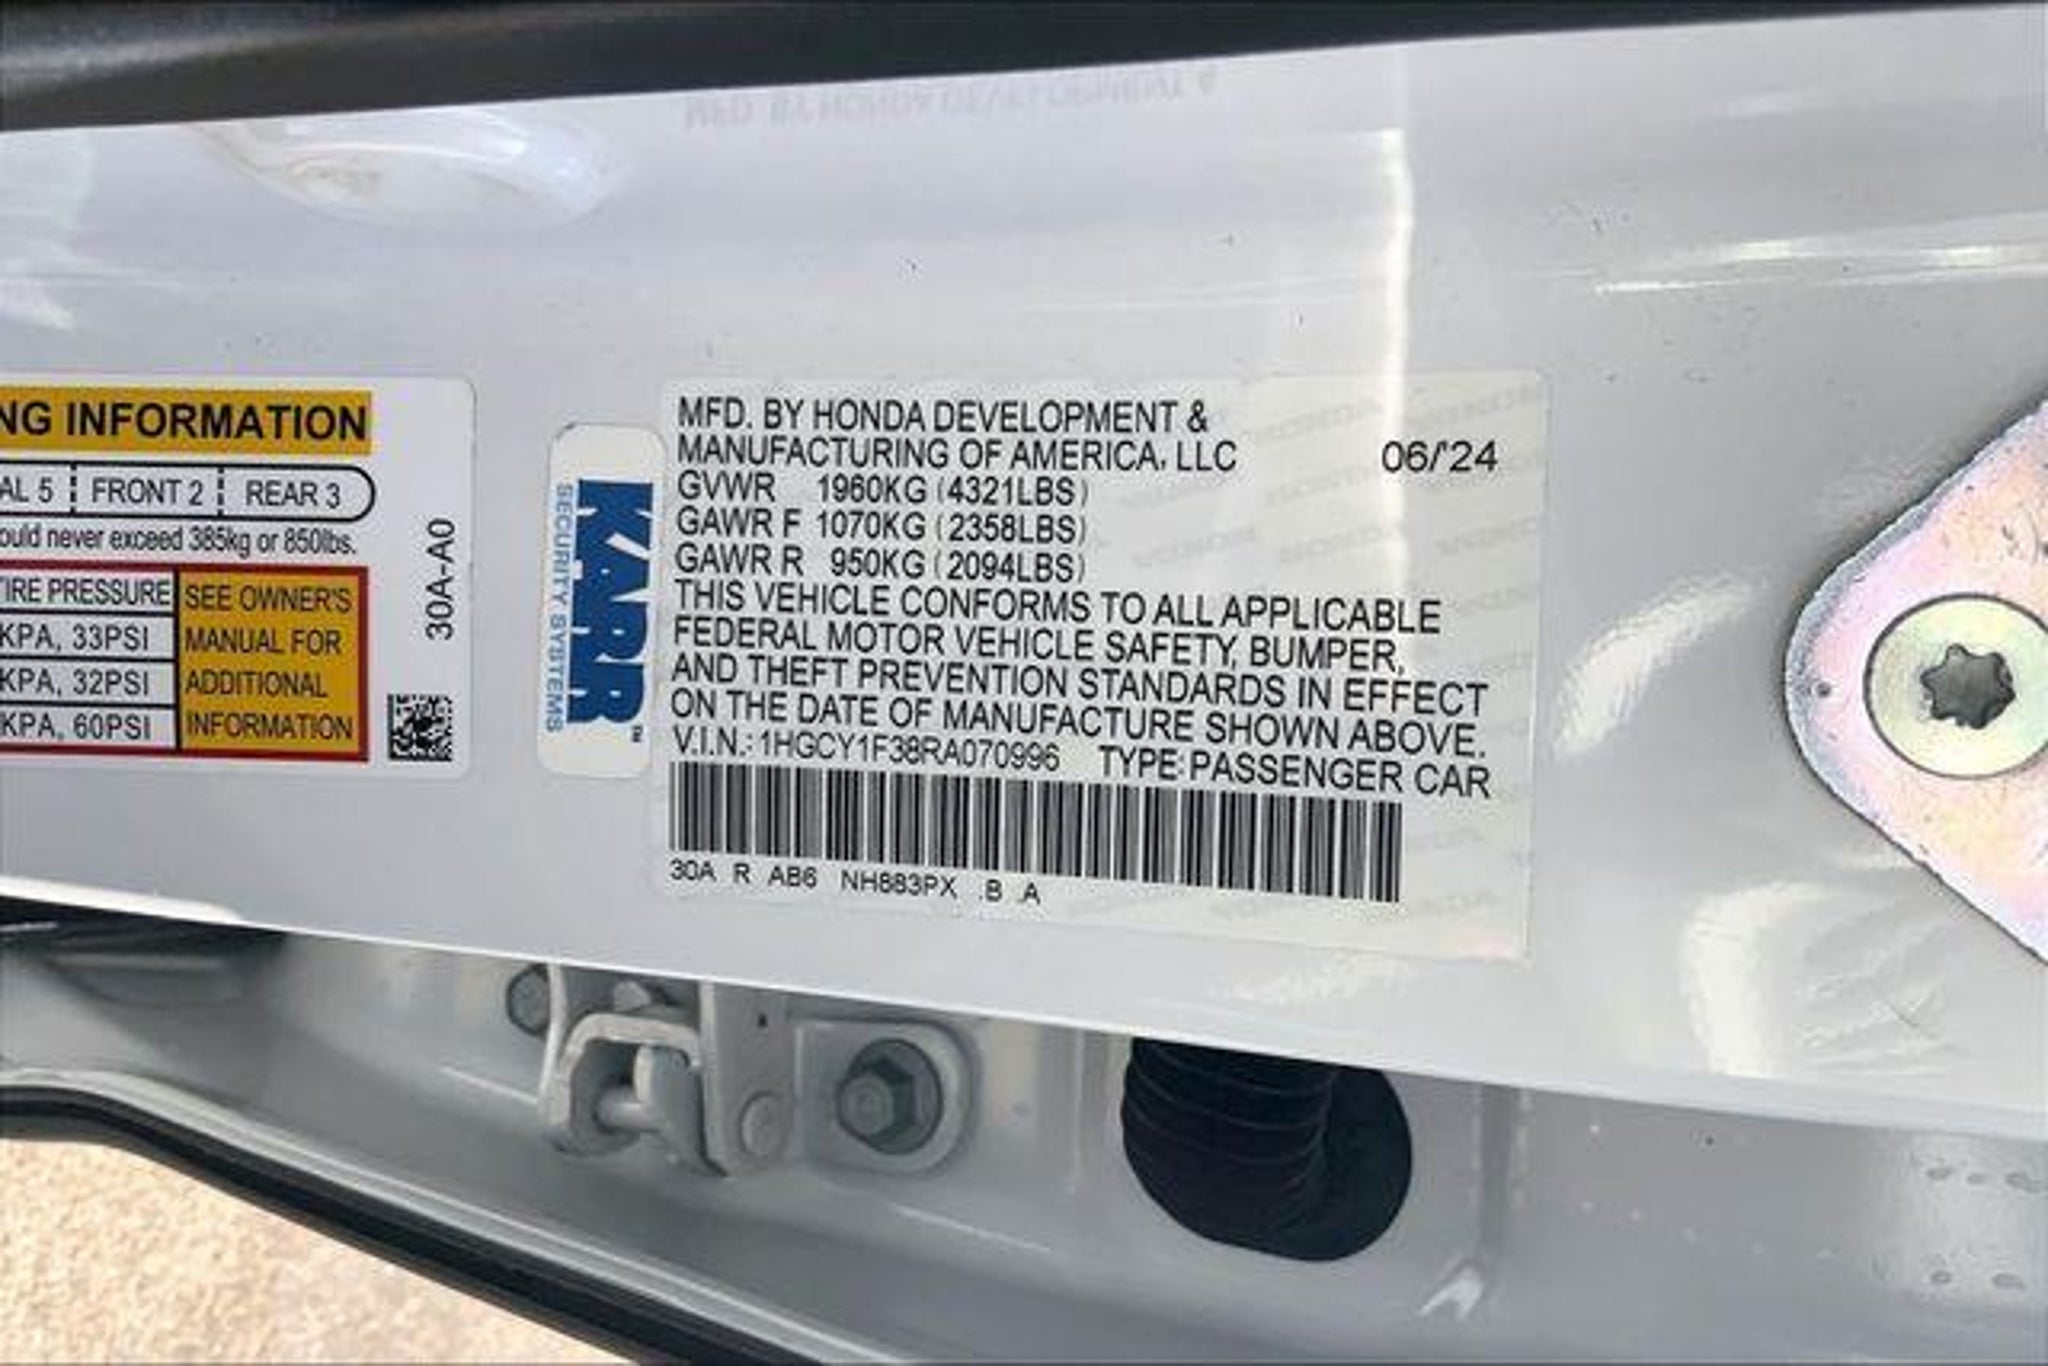 NG INFORMATION
AL 5 FRONT 2 REAR 3
ould never exceed 385kg or 850lbs.
TIRE PRESSURE
KPA, 33PSI
KPA, 32PSI
KPA, 60PSI
SEE OWNER'S
MANUAL FOR
ADDITIONAL
INFORMATION
30A-A0
KARR™
SECURITY SYSTEMS
MFD. BY HONDA DEVELOPMENT &
MANUFACTURING OF AMERICA, LLC 06/'24
GVWR 1960KG (4321LBS)
GAWR F 1070KG (2358LBS)
GAWR R 950KG (2094LBS)
THIS VEHICLE CONFORMS TO ALL APPLICABLE
FEDERAL MOTOR VEHICLE SAFETY, BUMPER,
AND THEFT PREVENTION STANDARDS IN EFFECT
ON THE DATE OF MANUFACTURE SHOWN ABOVE.
V.I.N.: 1HGCY1F38RA070996 TYPE: PASSENGER CAR
30A R AB6 NH883PX .B .A